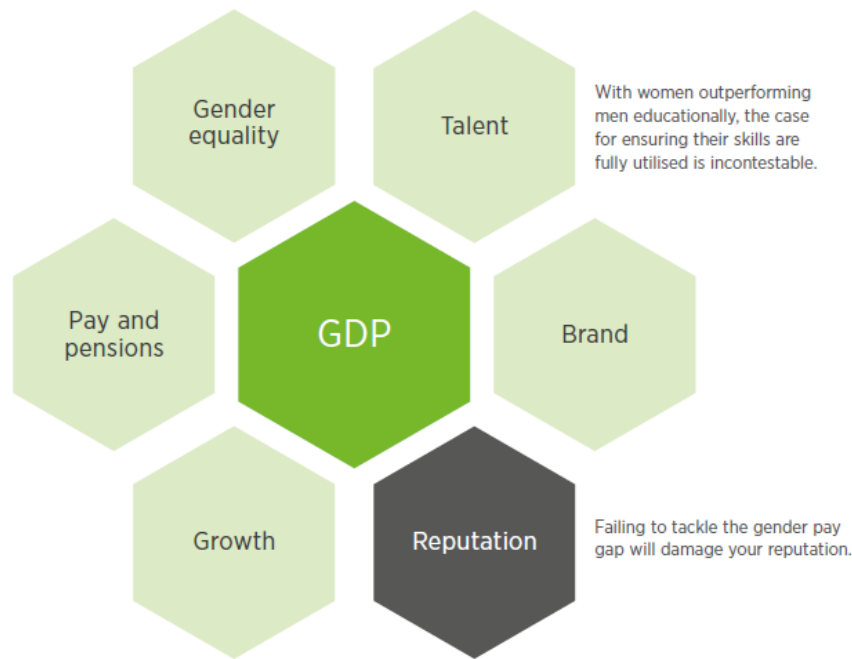 Gender
equality
Talent
With women outperforming
men educationally, the case
for ensuring their skills are
fully utilised is incontestable.
Pay and
pensions
GDP
Brand
Growth
Reputation
Failing to tackle the gender pay
gap will damage your reputation.